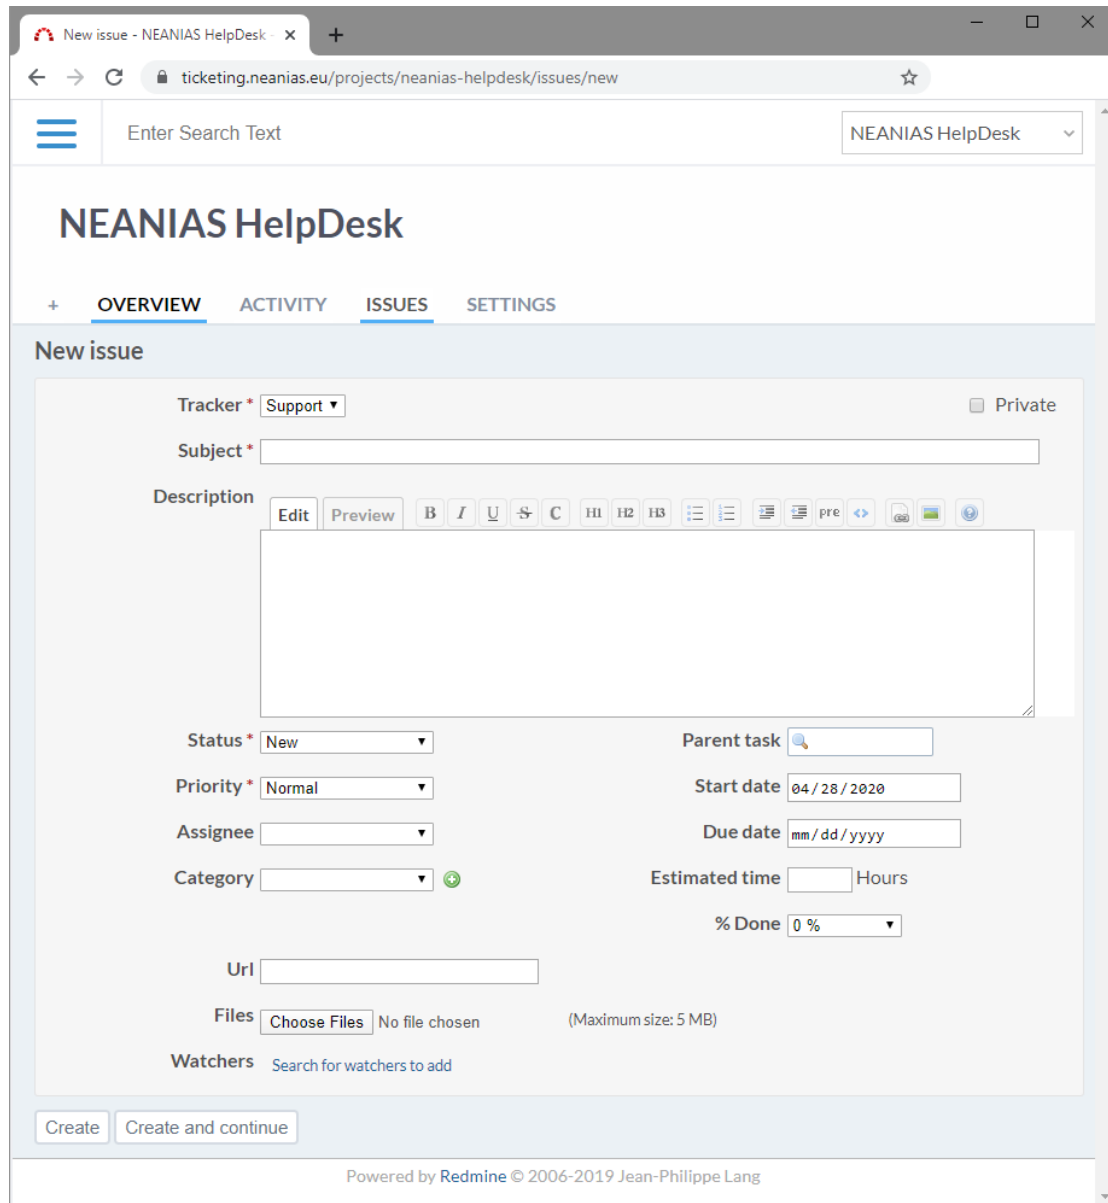 New issue - NEANIAS HelpDesk -
ticketing.neanias.eu/projects/neanias-helpdesk/issues/new
Enter Search Text
NEANIAS HelpDesk
NEANIAS HelpDesk
+ OVERVIEW ACTIVITY ISSUES SETTINGS
New issue
Tracker * Support Private
Subject *
Description
Edit Preview B I U S C H1 H2 H3 pre <>
Status * New Parent task
Priority * Normal Start date 04/28/2020
Assignee Due date mm/dd/yyyy
Category Estimated time Hours
% Done 0 %
Url
Files Choose Files No file chosen (Maximum size: 5 MB)
Watchers Search for watchers to add
Create Create and continue
Powered by Redmine © 2006-2019 Jean-Philippe Lang